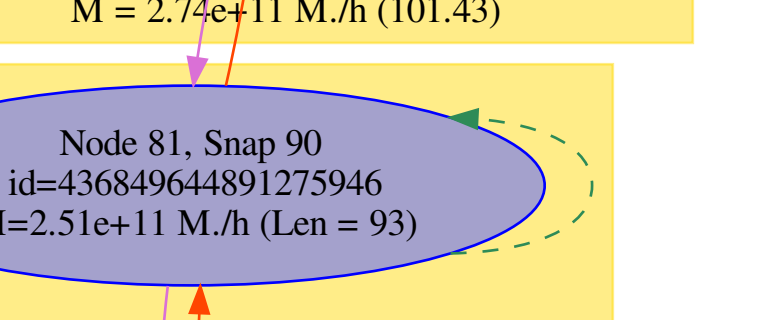 M = 2.74e+11 M./h (101.43)
Node 81, Snap 90
id=436849644891275946
M=2.51e+11 M./h (Len = 93)